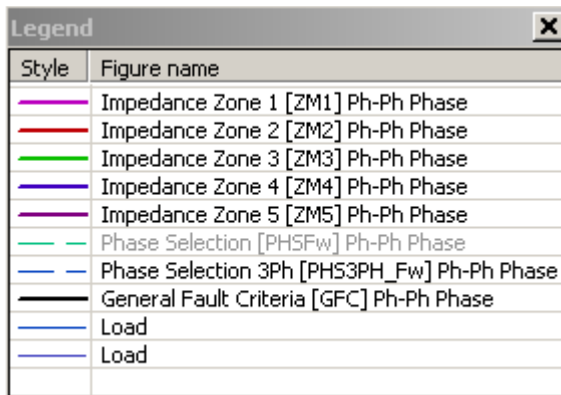 Legend
Style Figure name
Impedance Zone 1 [ZM1] Ph-Ph Phase
Impedance Zone 2 [ZM2] Ph-Ph Phase
Impedance Zone 3 [ZM3] Ph-Ph Phase
Impedance Zone 4 [ZM4] Ph-Ph Phase
Impedance Zone 5 [ZM5] Ph-Ph Phase
Phase Selection [PHSFw] Ph-Ph Phase
Phase Selection 3Ph [PHS3PH_Fw] Ph-Ph Phase
General Fault Criteria [GFC] Ph-Ph Phase
Load
Load